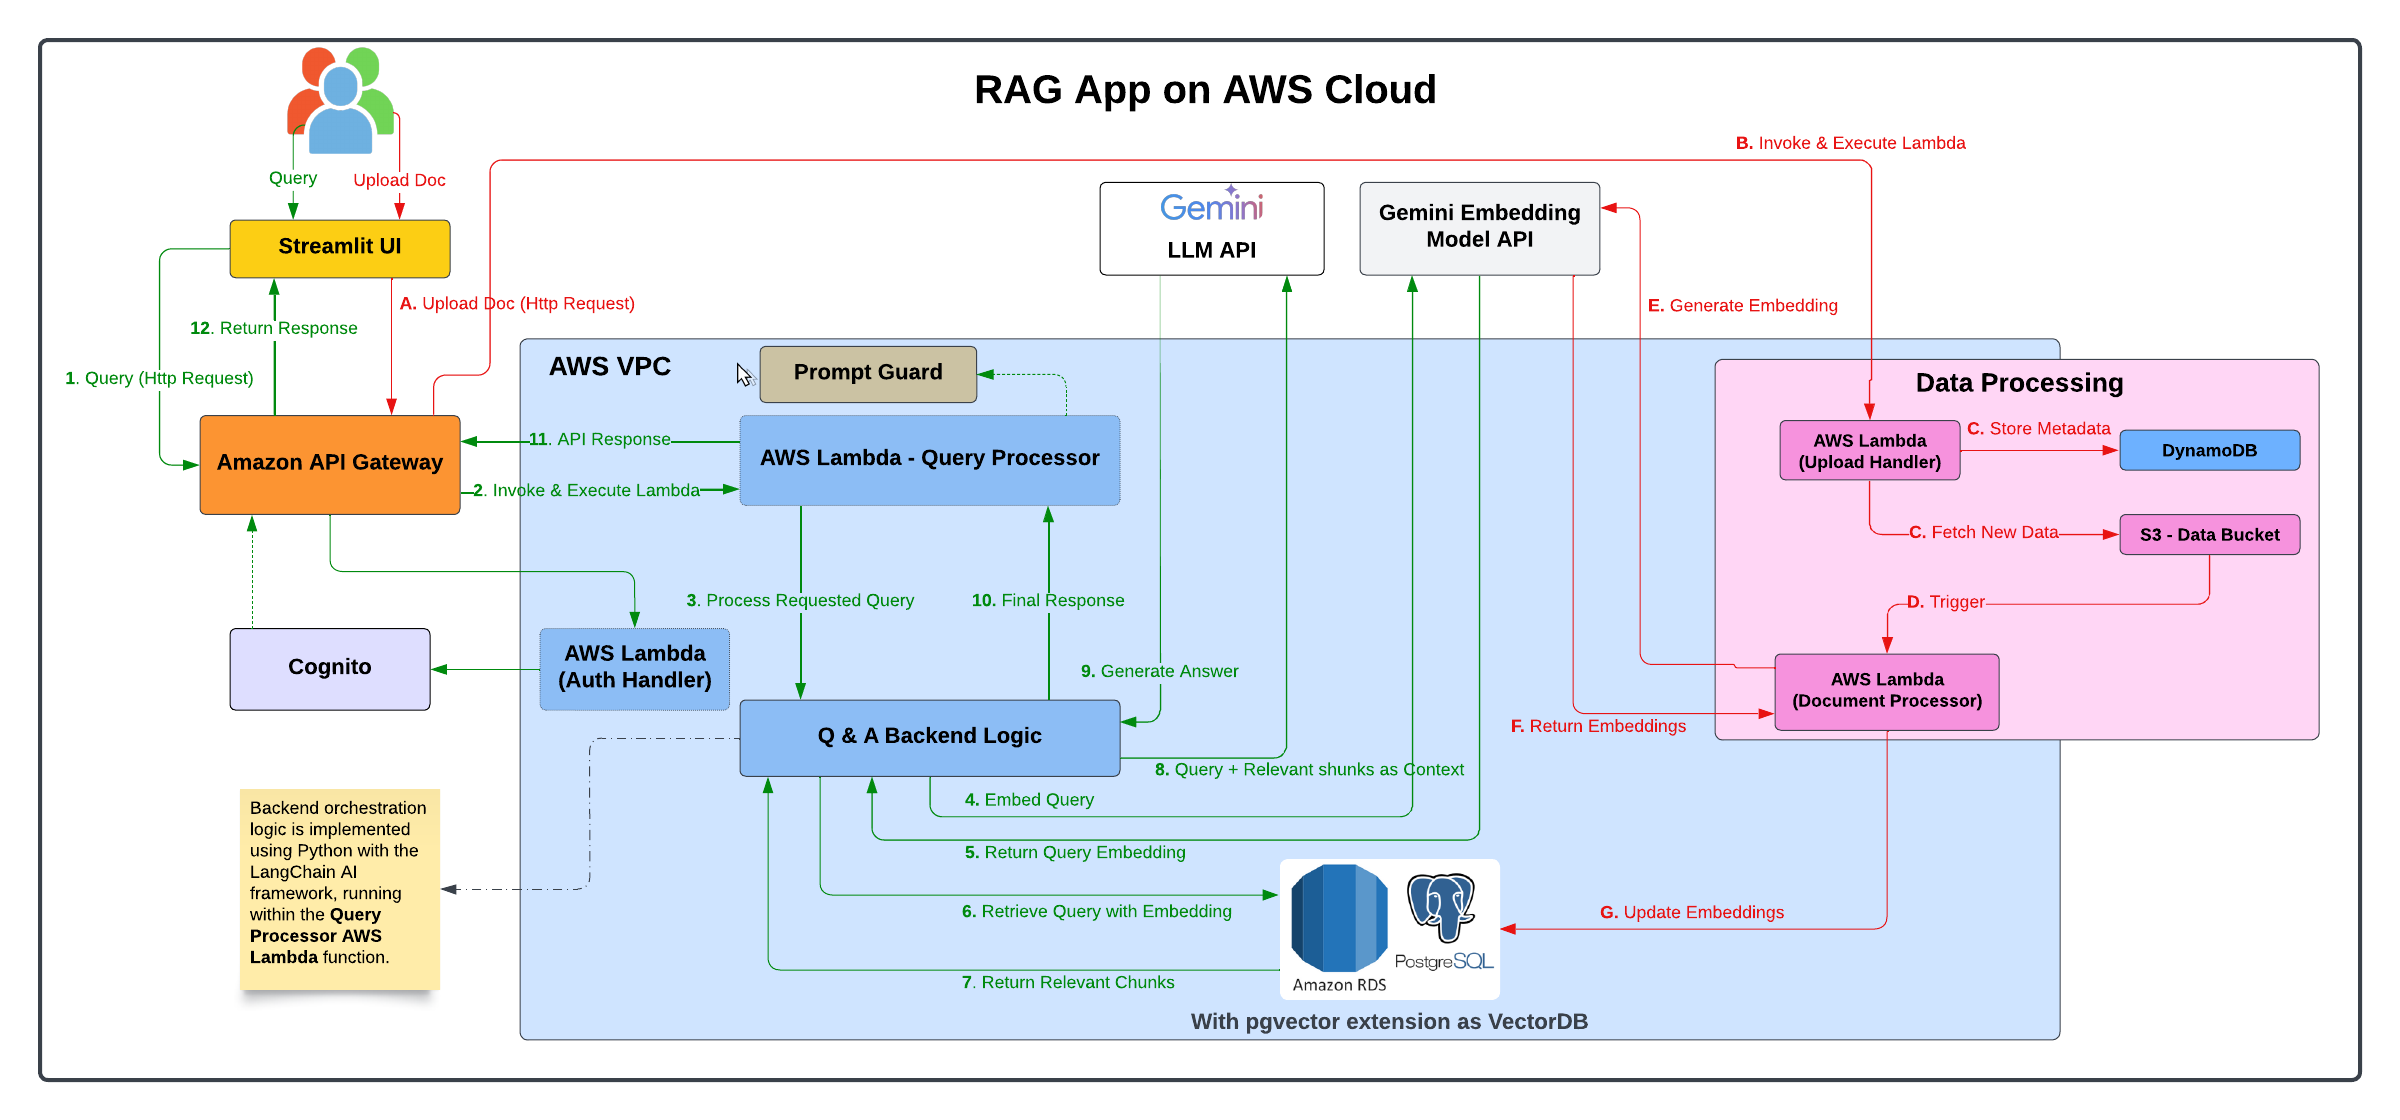 RAG App on AWS Cloud
Query
Upload Doc
B. Invoke & Execute Lambda
Streamlit UI
Gemini
LLM API
Gemini Embedding
Model API
A. Upload Doc (Http Request)
E. Generate Embedding
12. Return Response
1. Query (Http Request)
AWS VPC
Prompt Guard
Data Processing
Amazon API Gateway
11. API Response
2. Invoke & Execute Lambda
AWS Lambda - Query Processor
AWS Lambda
(Upload Handler)
C. Store Metadata
DynamoDB
C. Fetch New Data
S3 - Data Bucket
3. Process Requested Query
10. Final Response
D. Trigger
Cognito
AWS Lambda
(Auth Handler)
9. Generate Answer
AWS Lambda
(Document Processor)
F. Return Embeddings
Q & A Backend Logic
8. Query + Relevant shunks as Context
4. Embed Query
5. Return Query Embedding
Backend orchestration
logic is implemented
using Python with the
LangChain AI
framework, running
within the Query
Processor AWS
Lambda function.
6. Retrieve Query with Embedding
G. Update Embeddings
7. Return Relevant Chunks
Amazon RDS
PostgreSQL
With pgvector extension as VectorDB